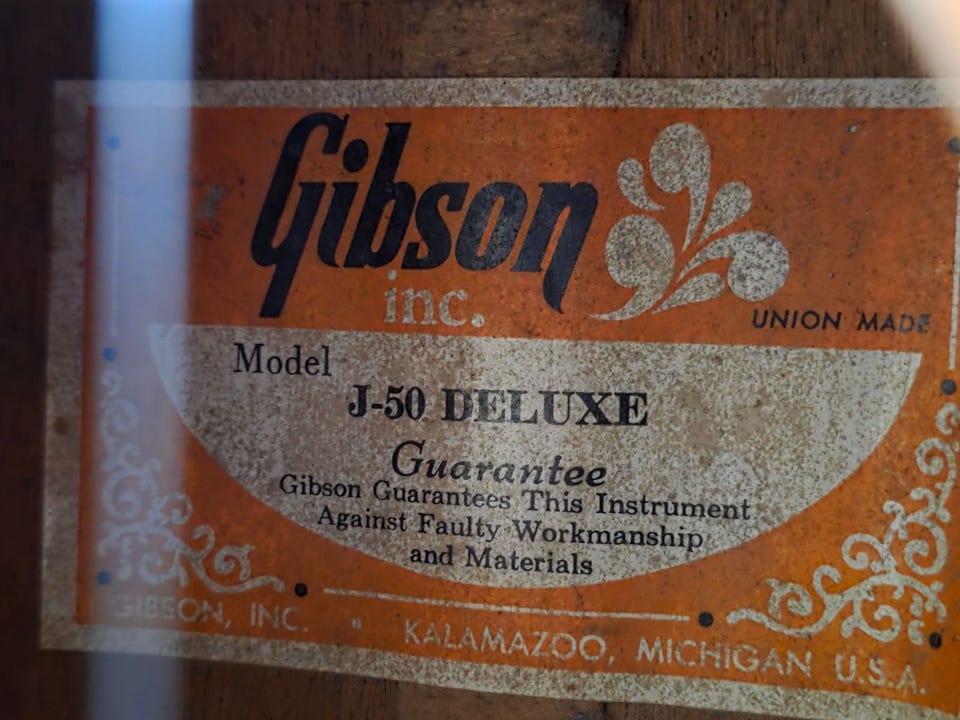 Gibson
inc.
UNION MADE
Model
J-50 DELUXE
Guarantee
Gibson Guarantees This Instrument
Against Faulty Workmanship
and Materials
GIBSON, INC.
KALAMAZOO, MICHIGAN U.S.A.